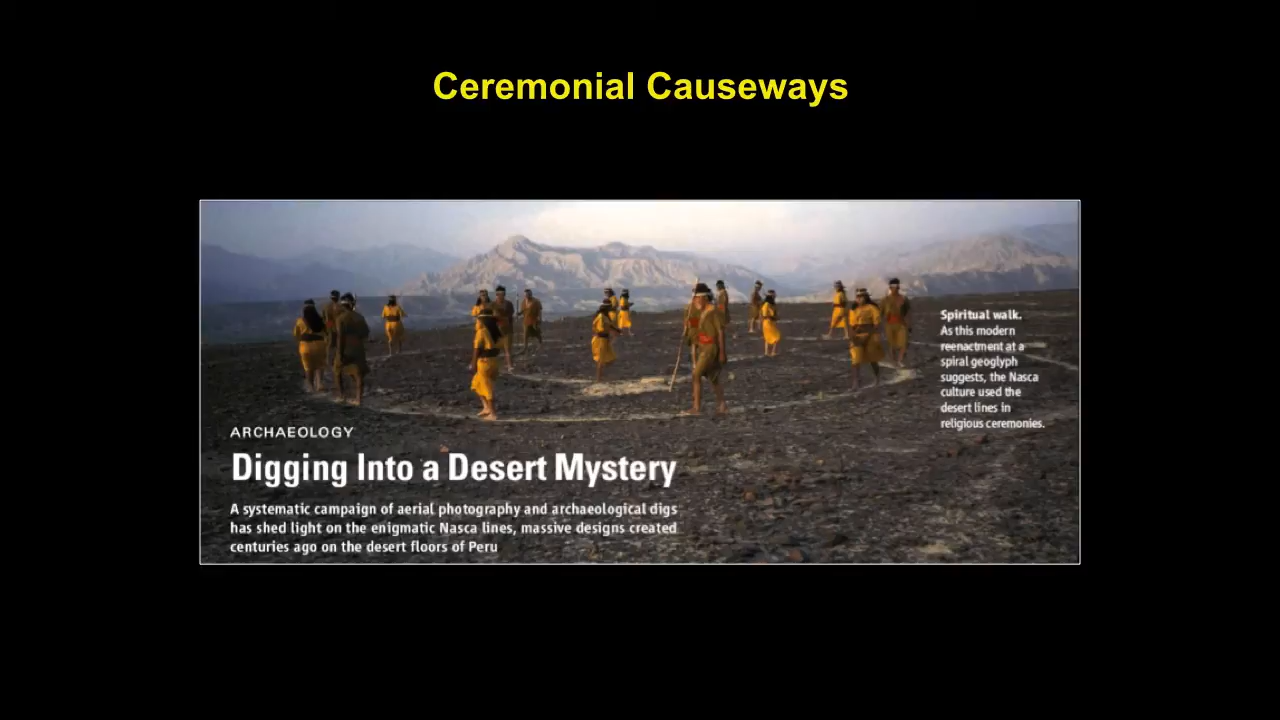 Ceremonial Causeways
Spiritual walk.
As this modern
reenactment at a
spiral geoglyph
suggests, the Nasca
culture used the
desert lines in
religious ceremonies.
ARCHAEOLOGY
Digging Into a Desert Mystery
A systematic campaign of aerial photography and archaeological digs
has shed light on the enigmatic Nasca lines, massive designs created
centuries ago on the desert floors of Peru